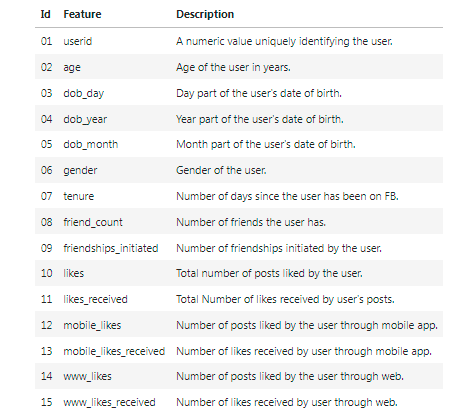 Id Feature Description
01 userid A numeric value uniquely identifying the user.
02 age Age of the user in years.
03 dob_day Day part of the user's date of birth.
04 dob_year Year part of the user's date of birth.
05 dob_month Month part of the user's date of birth.
06 gender Gender of the user.
07 tenure Number of days since the user has been on FB.
08 friend_count Number of friends the user has.
09 friendships_initiated Number of friendships initiated by the user.
10 likes Total number of posts liked by the user.
11 likes_received Total Number of likes received by user's posts.
12 mobile_likes Number of posts liked by the user through mobile app.
13 mobile_likes_received Number of likes received by user through mobile app.
14 www_likes Number of posts liked by the user through web.
15 www_likes_received Number of likes received by user through web.